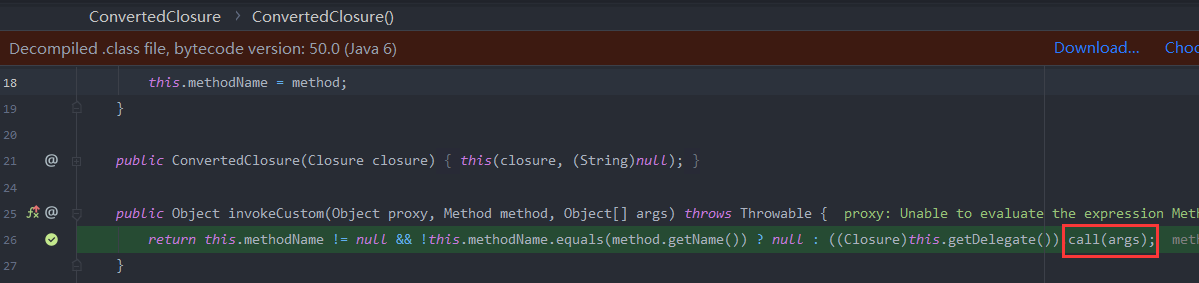 ConvertedClosure > ConvertedClosure()
Decompiled .class file, bytecode version: 50.0 (Java 6) Download... Choo
18 this.methodName = method;
19 }
20
21 @ public ConvertedClosure(Closure closure) { this(closure, (String)null); }
24
25 @ public Object invokeCustom(Object proxy, Method method, Object[] args) throws Throwable { proxy: Unable to evaluate the expression Meth
26 return this.methodName != null && !this.methodName.equals(method.getName()) ? null : ((Closure)this.getDelegate()).call(args); meth
27 }